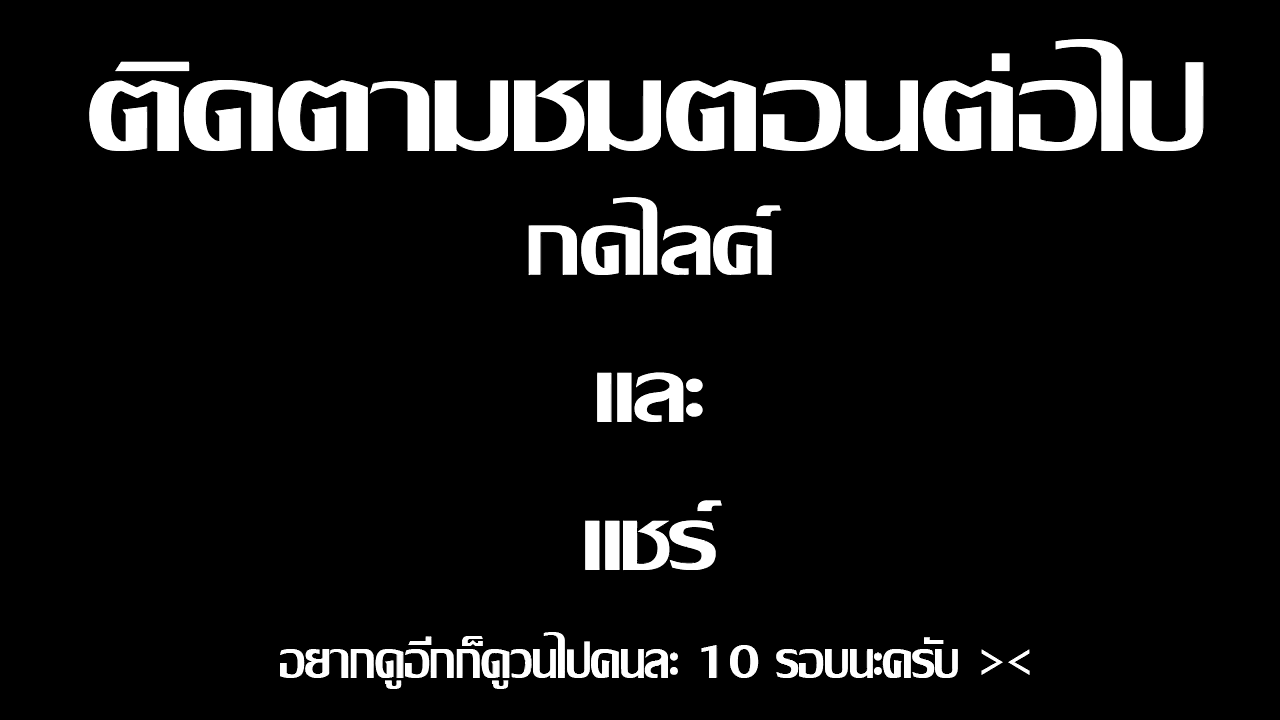 ติดตามชมตอนต่อไป
กดไลค์
และ
แชร์
อยากดูอีกก็ดูวนไปคนละ 10 รอบนะครับ ><